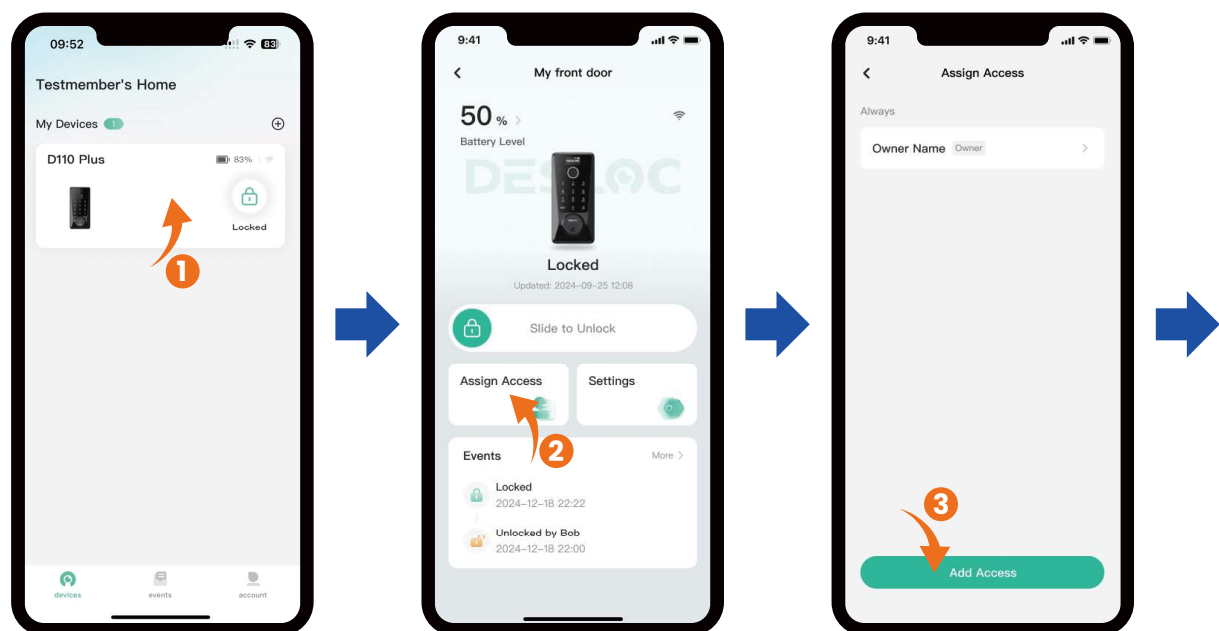 09:52
83
Testmember's Home
My Devices 1
D110 Plus
83%
Locked
1
devices
events
account
9:41
My front door
50 %
Battery Level
DESLOC
Locked
Updated: 2024-09-25 12:08
Slide to Unlock
Assign Access
Settings
2
Events
More
Locked
2024-12-18 22:22
Unlocked by Bob
2024-12-18 22:00
9:41
Assign Access
Always
Owner Name Owner
3
Add Access